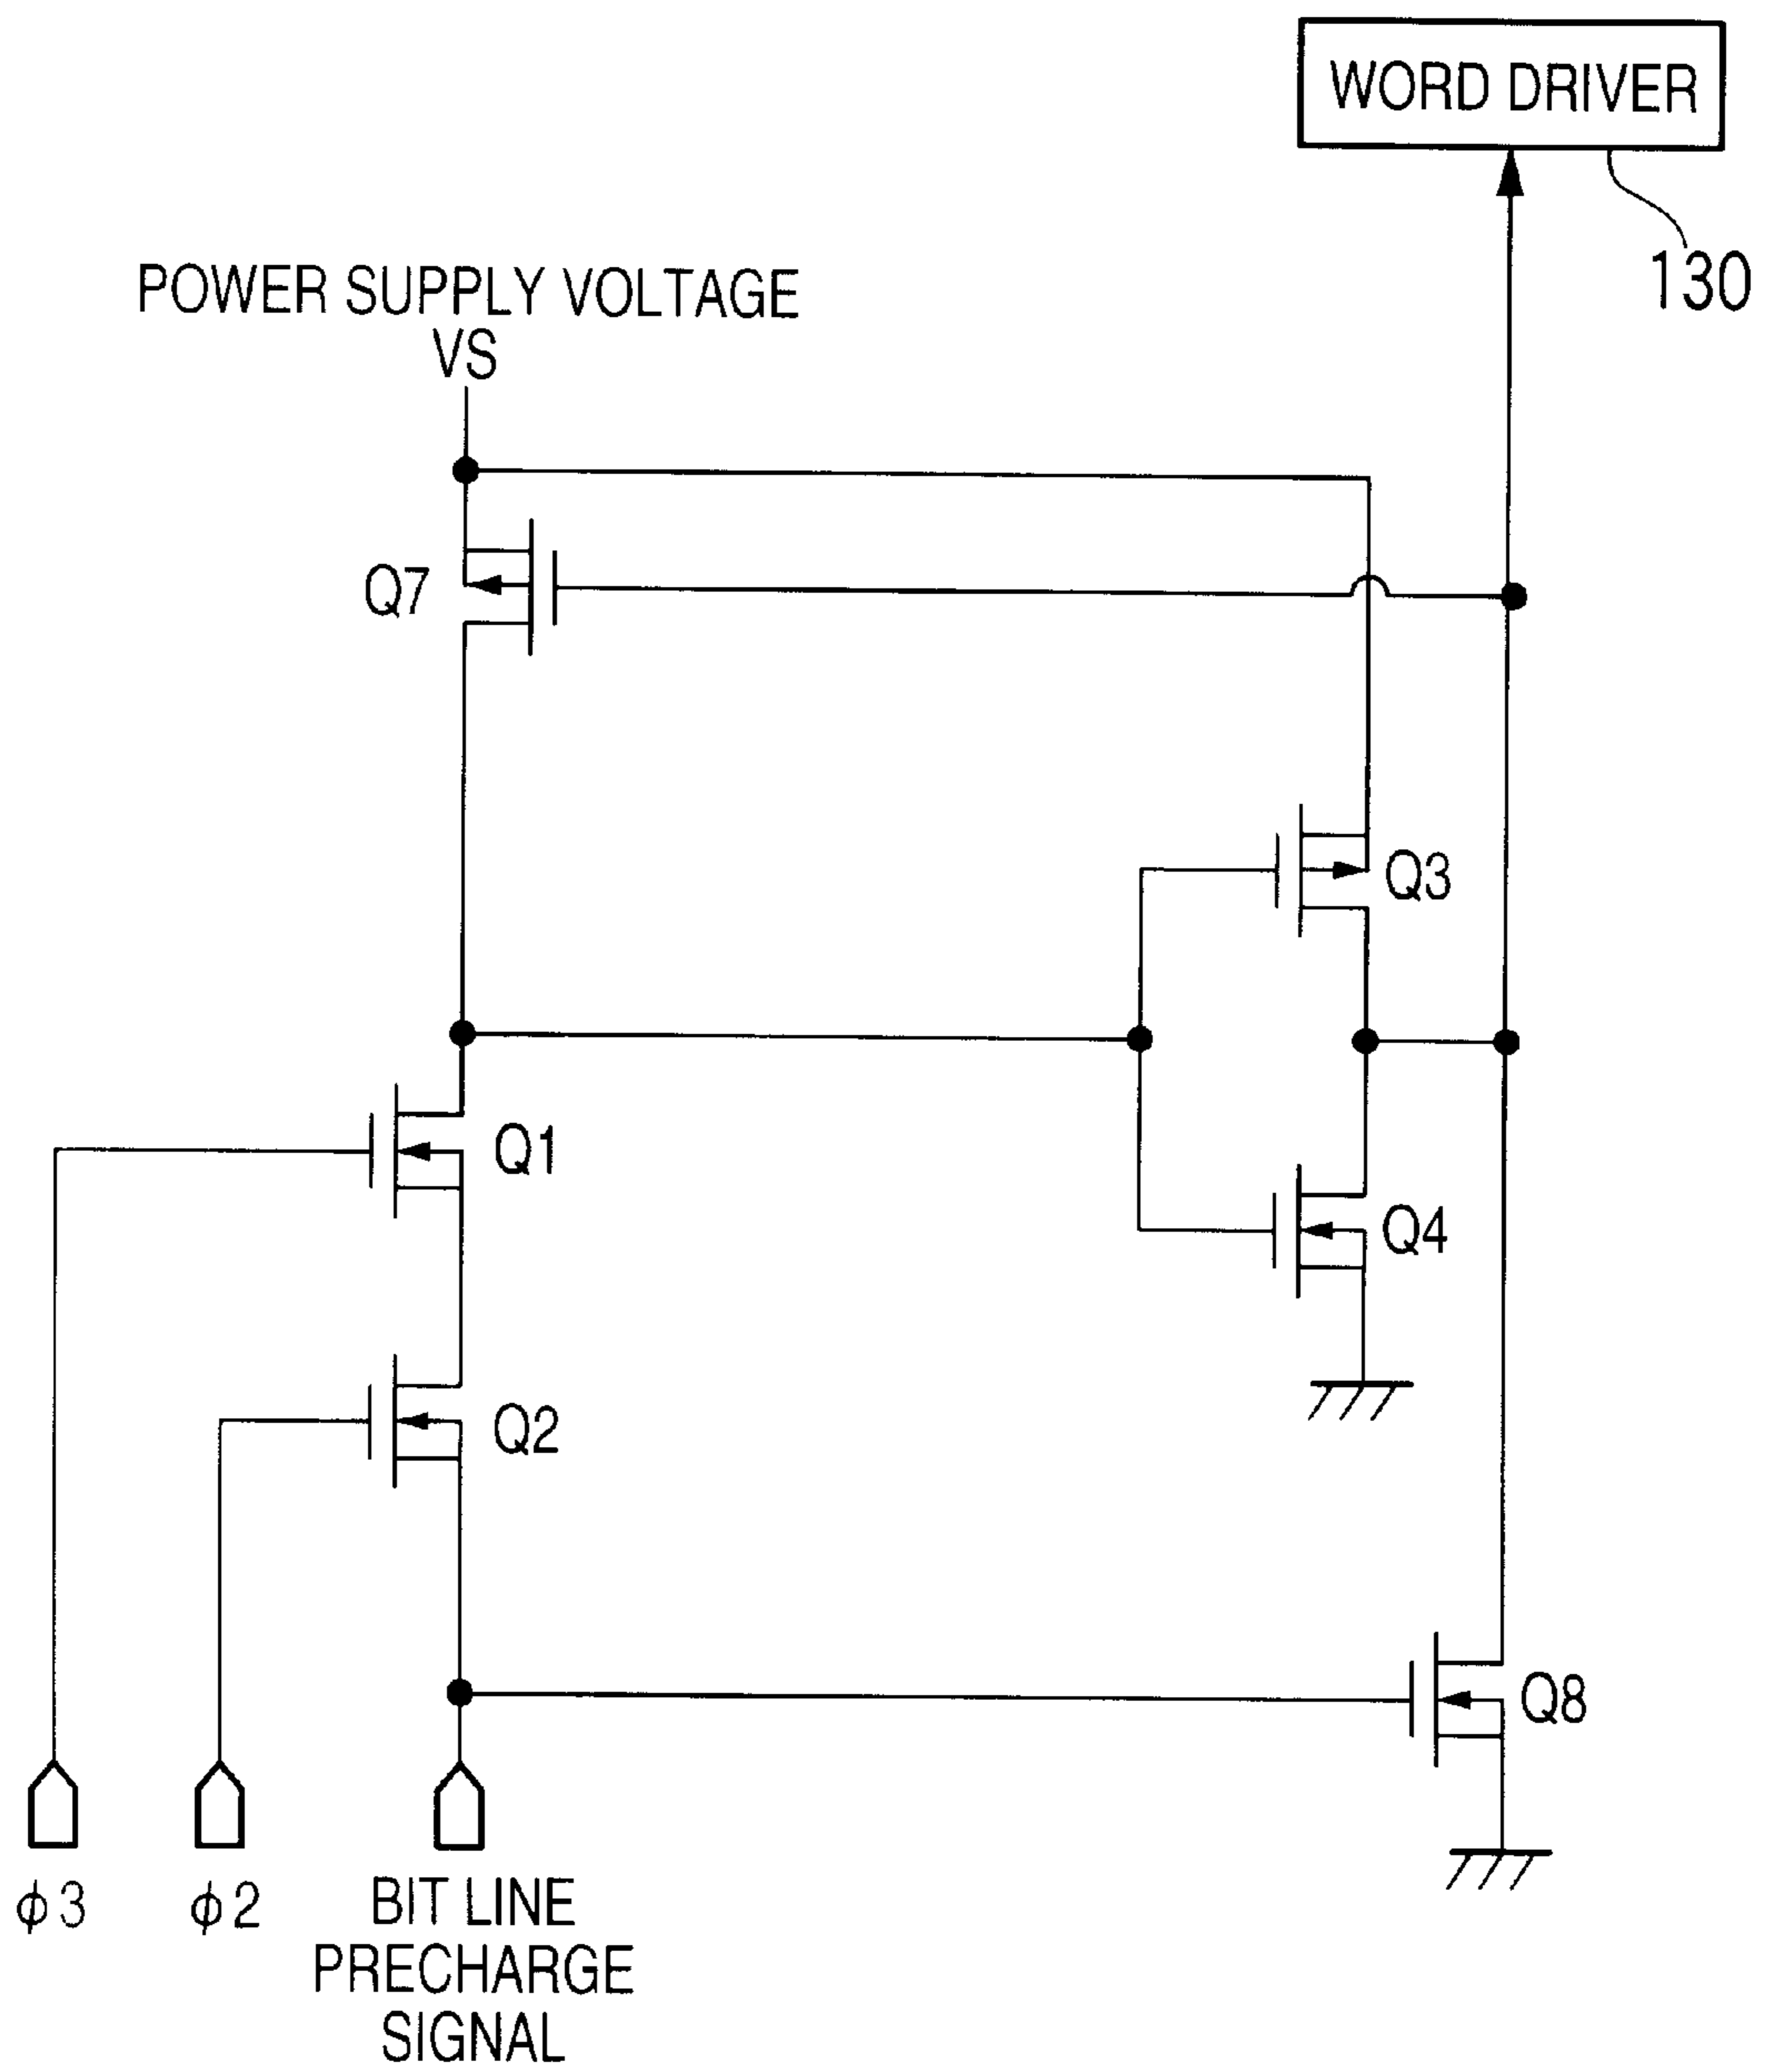 WORD DRIVER
130
POWER SUPPLY VOLTAGE
VS
Q7
Q3
Q1
Q4
Q2
Q8
ϕ3
ϕ2
BIT LINE
PRECHARGE
SIGNAL